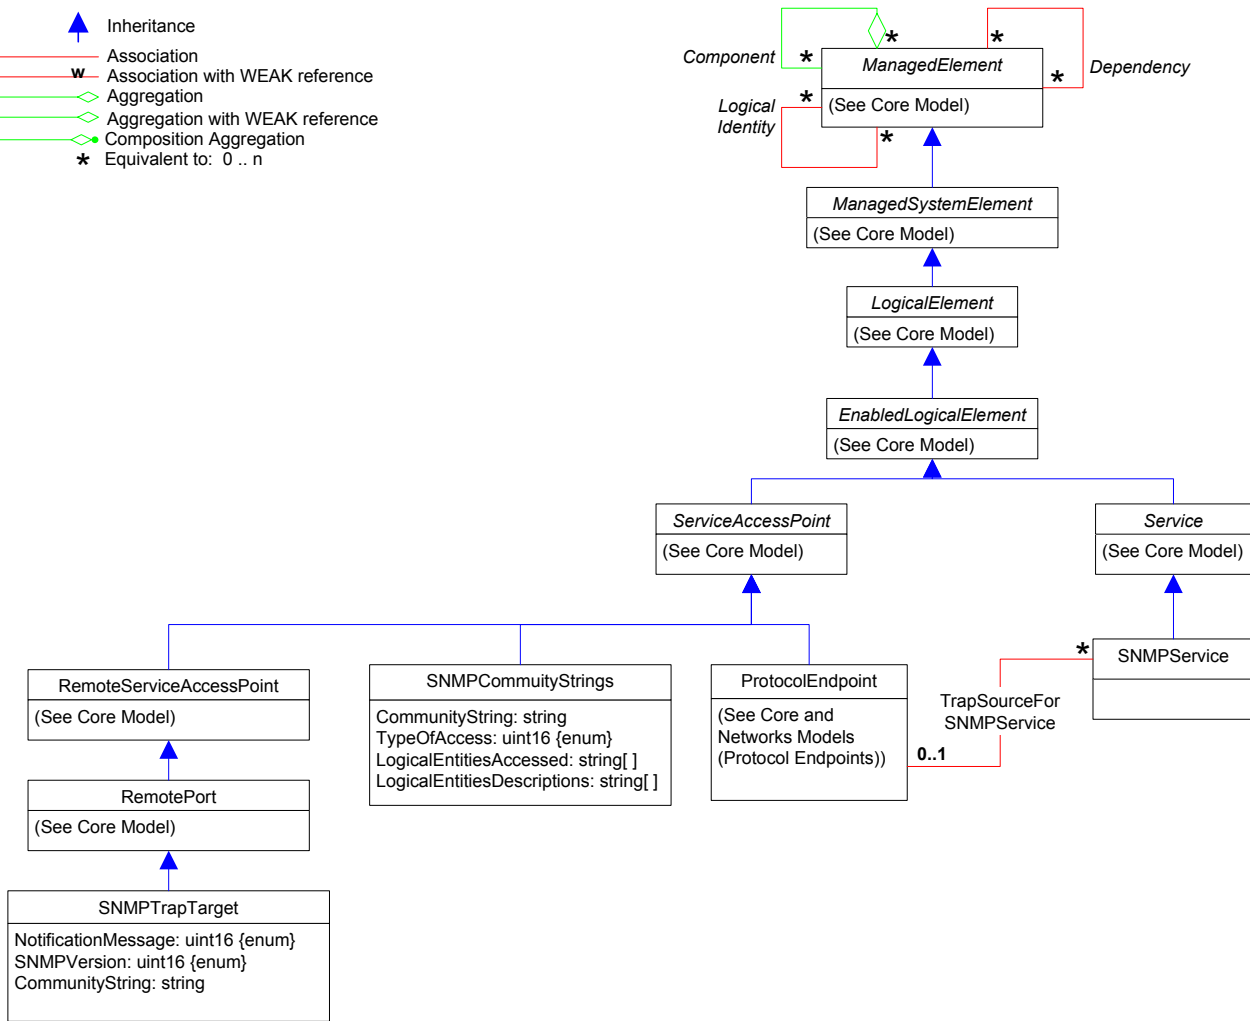 Inheritance
Association
w
Association with WEAK reference
Aggregation
Aggregation with WEAK reference
Composition Aggregation
* Equivalent to: 0 .. n
Component
*
*
*
*
Dependency
ManagedElement
(See Core Model)
Logical
Identity
*
*
ManagedSystemElement
(See Core Model)
LogicalElement
(See Core Model)
EnabledLogicalElement
(See Core Model)
ServiceAccessPoint
(See Core Model)
Service
(See Core Model)
RemoteServiceAccessPoint
(See Core Model)
SNMPCommuityStrings
CommunityString: string
TypeOfAccess: uint16 {enum}
LogicalEntitiesAccessed: string[ ]
LogicalEntitiesDescriptions: string[ ]
ProtocolEndpoint
(See Core and
Networks Models
(Protocol Endpoints))
0..1
TrapSourceFor
SNMPService
*
SNMPService
RemotePort
(See Core Model)
SNMPTrapTarget
NotificationMessage: uint16 {enum}
SNMPVersion: uint16 {enum}
CommunityString: string